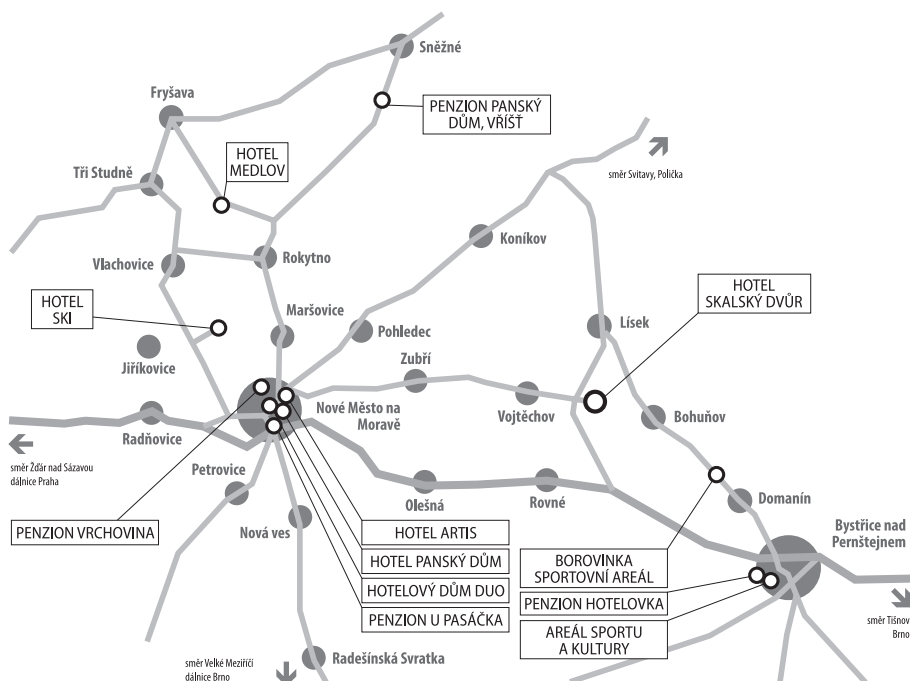 Sněžné
Fryšava
PENZION PANSKÝ
DŮM, VŘÍŠŤ
HOTEL
MEDLOV
Tři Studně
směr Svitavy, Polička
Koníkov
Rokytno
Vlachovice
HOTEL
SKALSKÝ DVŮR
HOTEL
SKI
Maršovice
Pohledec
Lísek
Jiříkovice
Zubří
Nové Město na
Moravě
Vojtěchov
Bohuňov
Radňovice
směr Žďár nad Sázavou
dálnice Praha
Petrovice
Olešná
Rovné
Domanín
PENZION VRCHOVINA
Nová ves
HOTEL ARTIS
HOTEL PANSKÝ DŮM
HOTELOVÝ DŮM DUO
PENZION U PASÁČKA
Bystřice nad
Pernštejnem
BOROVINKA
SPORTOVNÍ AREÁL
PENZION HOTELOVKA
AREÁL SPORTU
A KULTURY
směr Tišnov
Brno
směr Velké Meziříčí
dálnice Brno
Radešínská Svratka